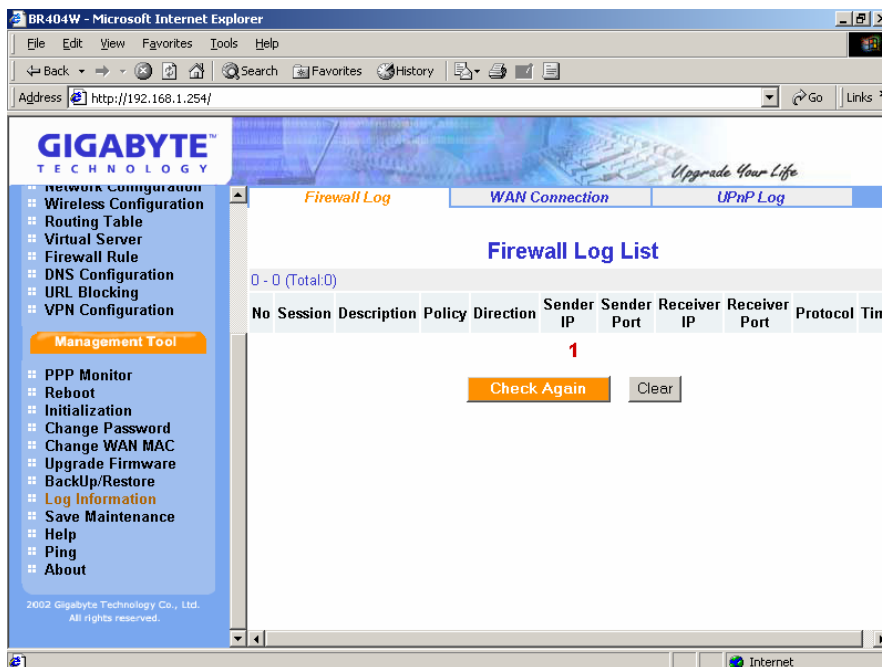 BR404W - Microsoft Internet Explorer
File Edit View Favorites Tools Help
Back Search Favorites History
Address http://192.168.1.254/ Go Links
GIGABYTE™
TECHNOLOGY
Upgrade Your Life
Network Configuration
Wireless Configuration
Routing Table
Virtual Server
Firewall Rule
DNS Configuration
URL Blocking
VPN Configuration
Management Tool
PPP Monitor
Reboot
Initialization
Change Password
Change WAN MAC
Upgrade Firmware
BackUp/Restore
Log Information
Save Maintenance
Help
Ping
About
2002 Gigabyte Technology Co., Ltd.
All rights reserved.
Firewall Log WAN Connection UPnP Log
Firewall Log List
0 - 0 (Total:0)
No Session Description Policy Direction Sender IP Sender Port Receiver IP Receiver Port Protocol Tim
1
Check Again Clear
Internet